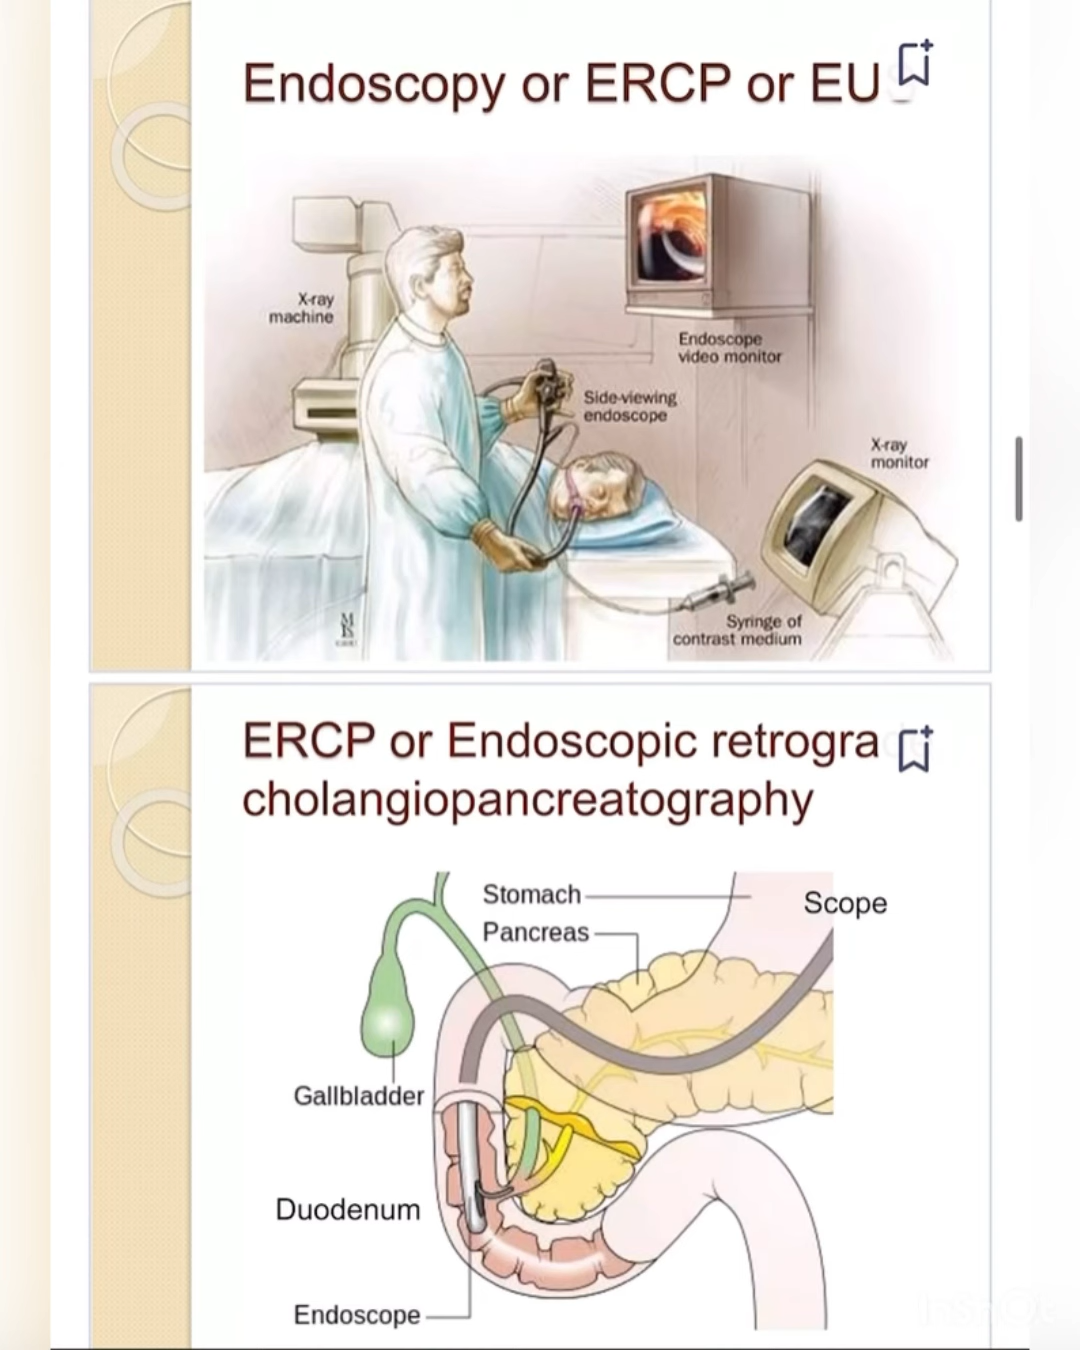 Endoscopy or ERCP or EU
X-ray
machine
Endoscope
video monitor
Side-viewing
endoscope
X-ray
monitor
Syringe of
contrast medium
ERCP or Endoscopic retrogra
cholangiopancreatography
Stomach
Scope
Pancreas
Gallbladder
Duodenum
Endoscope